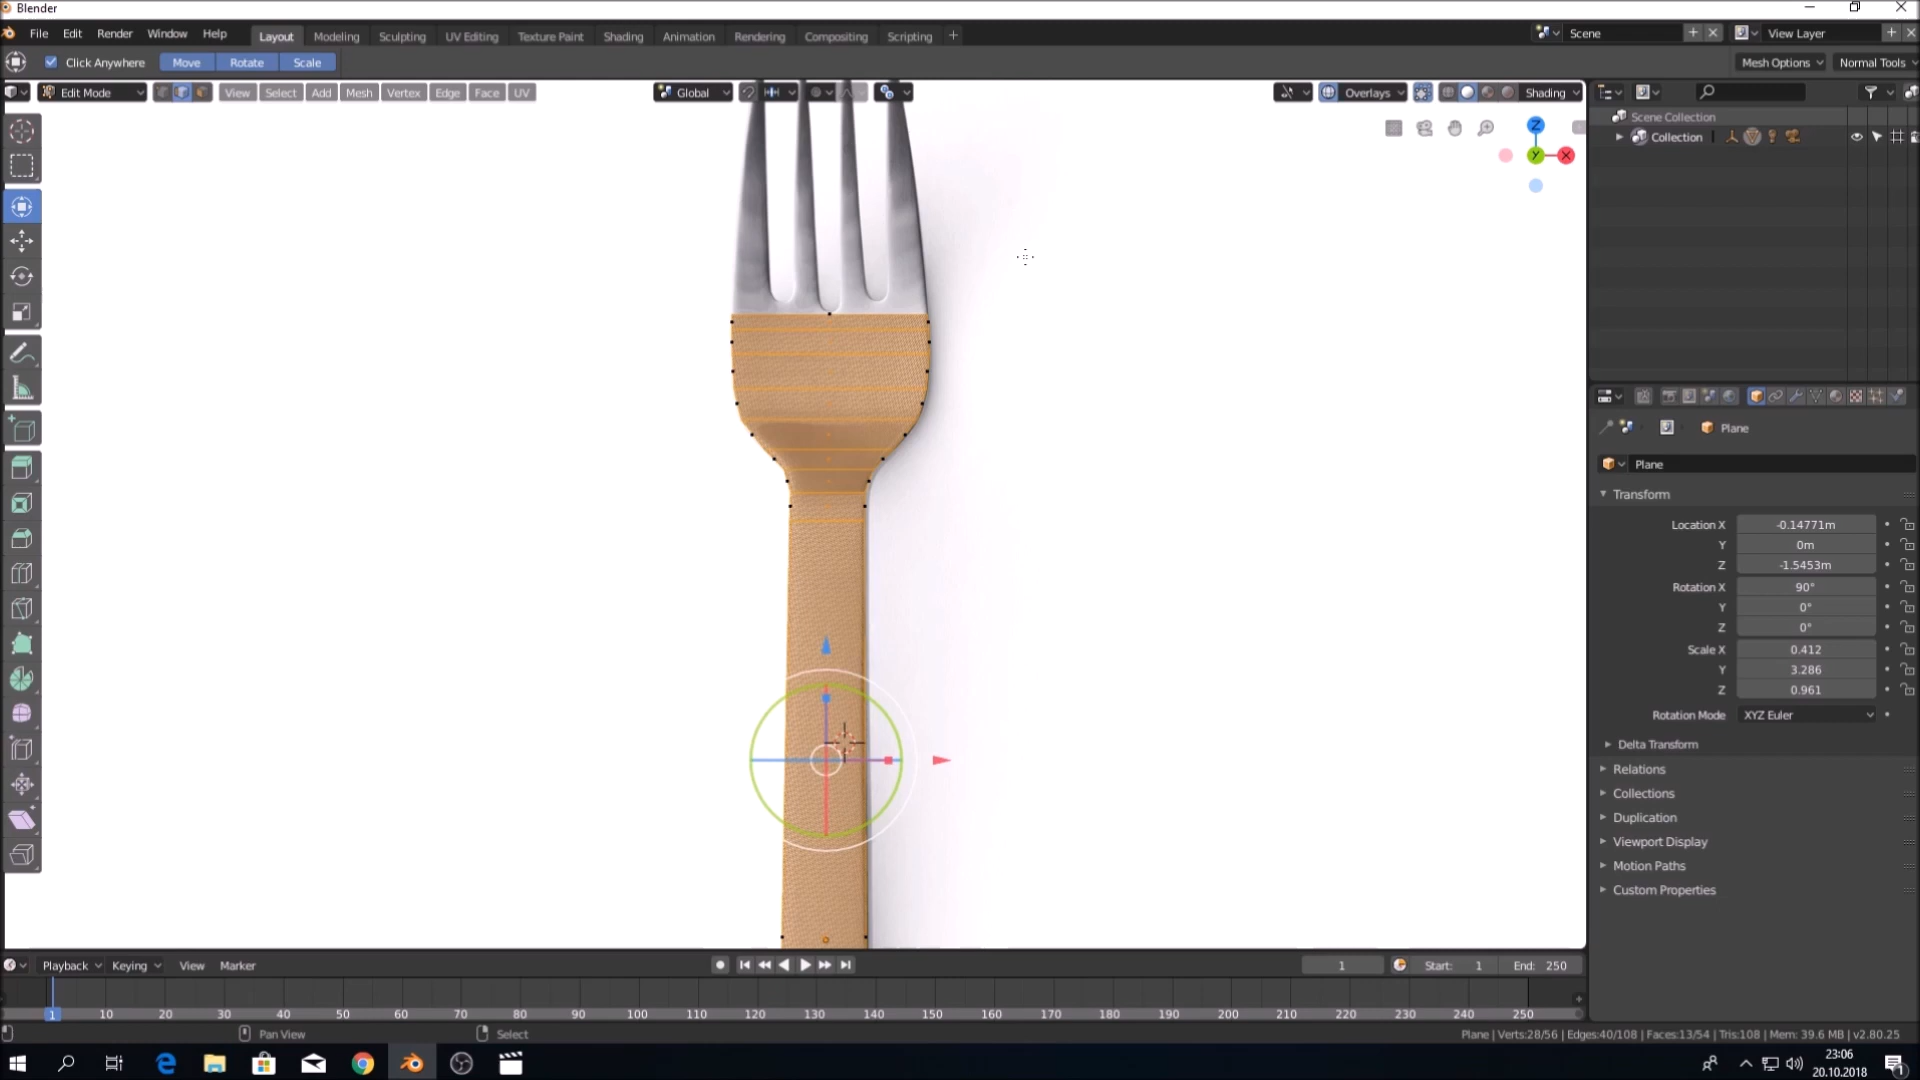 Blender
File Edit Render Window Help Layout Modeling Sculpting UV Editing Texture Paint Shading Animation Rendering Compositing Scripting + Scene View Layer
Click Anywhere Move Rotate Scale Mesh Options Normal Tools
Edit Mode View Select Add Mesh Vertex Edge Face UV Global Overlays Shading
Scene Collection
Collection
Z
Y X
Plane
Plane
Transform
Location X -0.14771m
Y 0m
Z -1.5453m
Rotation X 90°
Y 0°
Z 0°
Scale X 0.412
Y 3.286
Z 0.961
Rotation Mode XYZ Euler
Delta Transform
Relations
Collections
Duplication
Viewport Display
Motion Paths
Custom Properties
Playback Keying View Marker 1 Start: 1 End: 250
1 10 20 30 40 50 60 70 80 90 100 110 120 130 140 150 160 170 180 190 200 210 220 230 240 250
Pan View Select Plane | Verts:28/56 | Edges:40/108 | Faces:13/54 | Tris:108 | Mem: 39.6 MB | v2.80.25
23:06
20.10.2018
1